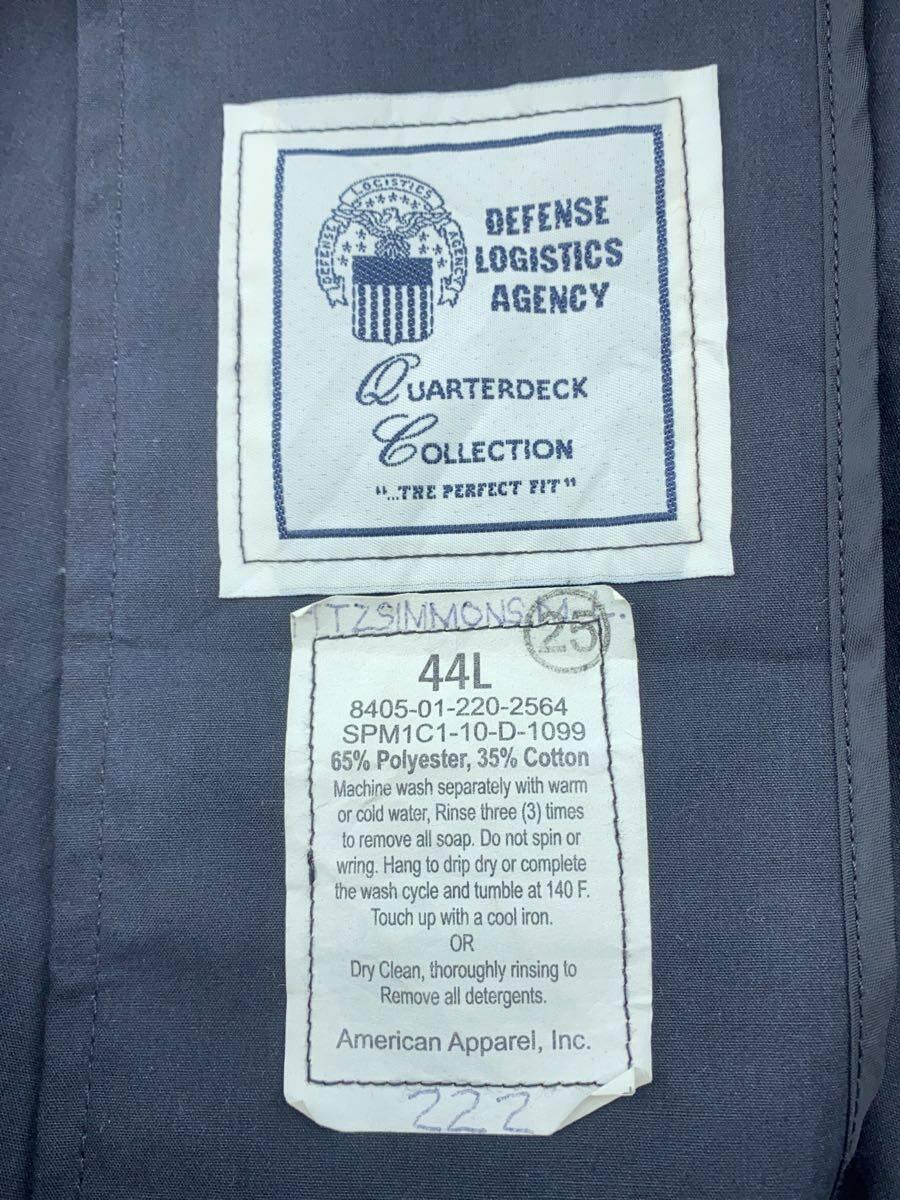 DEFENSE LOGISTICS AGENCY
DEFENSE
LOGISTICS
AGENCY
QUARTERDECK
COLLECTION
"...THE PERFECT FIT"
ITZSIMMONS
25
44L
8405-01-220-2564
SPM1C1-10-D-1099
65% Polyester, 35% Cotton
Machine wash separately with warm
or cold water, Rinse three (3) times
to remove all soap. Do not spin or
wring. Hang to drip dry or complete
the wash cycle and tumble at 140 F.
Touch up with a cool iron.
OR
Dry Clean, thoroughly rinsing to
Remove all detergents.
American Apparel, Inc.
222